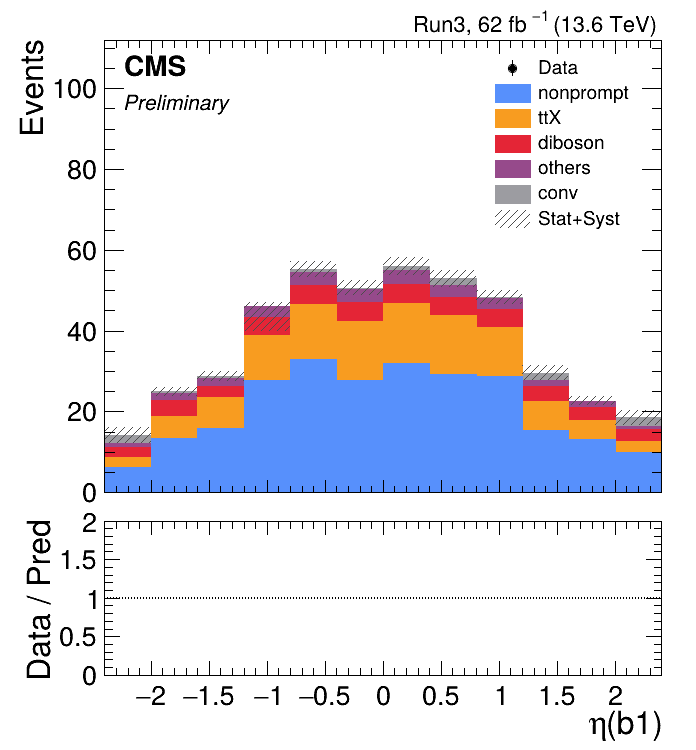 Run3, 62 fb⁻¹ (13.6 TeV)
Events
CMS
Preliminary
Data
nonprompt
ttX
diboson
others
conv
Stat+Syst
100
80
60
40
20
0
Data / Pred
2
1.5
1
0.5
0
−2 −1.5 −1 −0.5 0 0.5 1 1.5 2
η(b1)